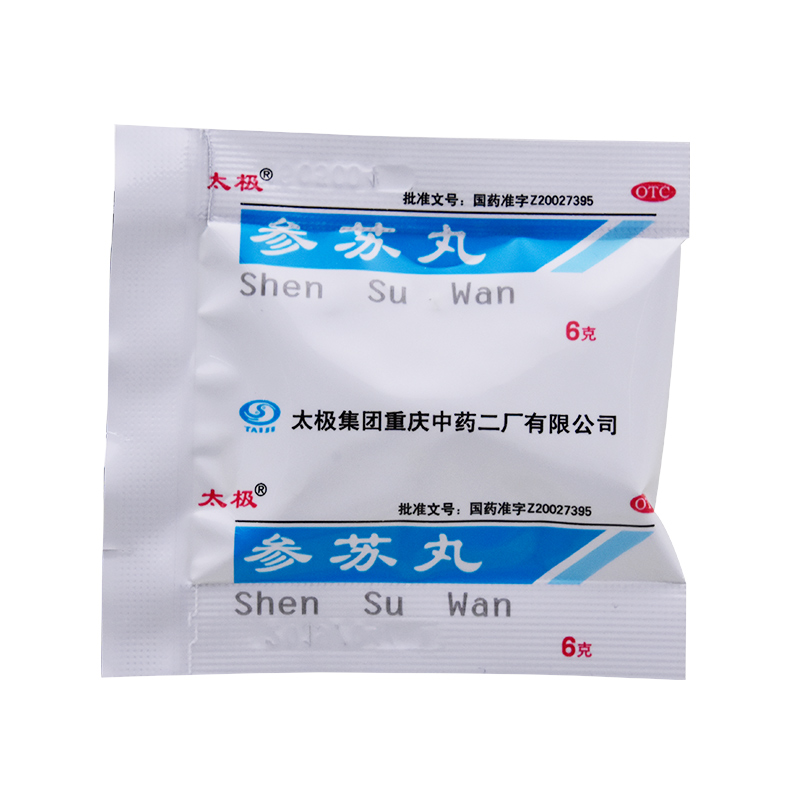 太极®
批准文号：国药准字Z20027395
OTC
参苏丸
Shen Su Wan
6克
TAIJI
太极集团重庆中药二厂有限公司
太极®
批准文号：国药准字Z20027395
参苏丸
Shen Su Wan
6克